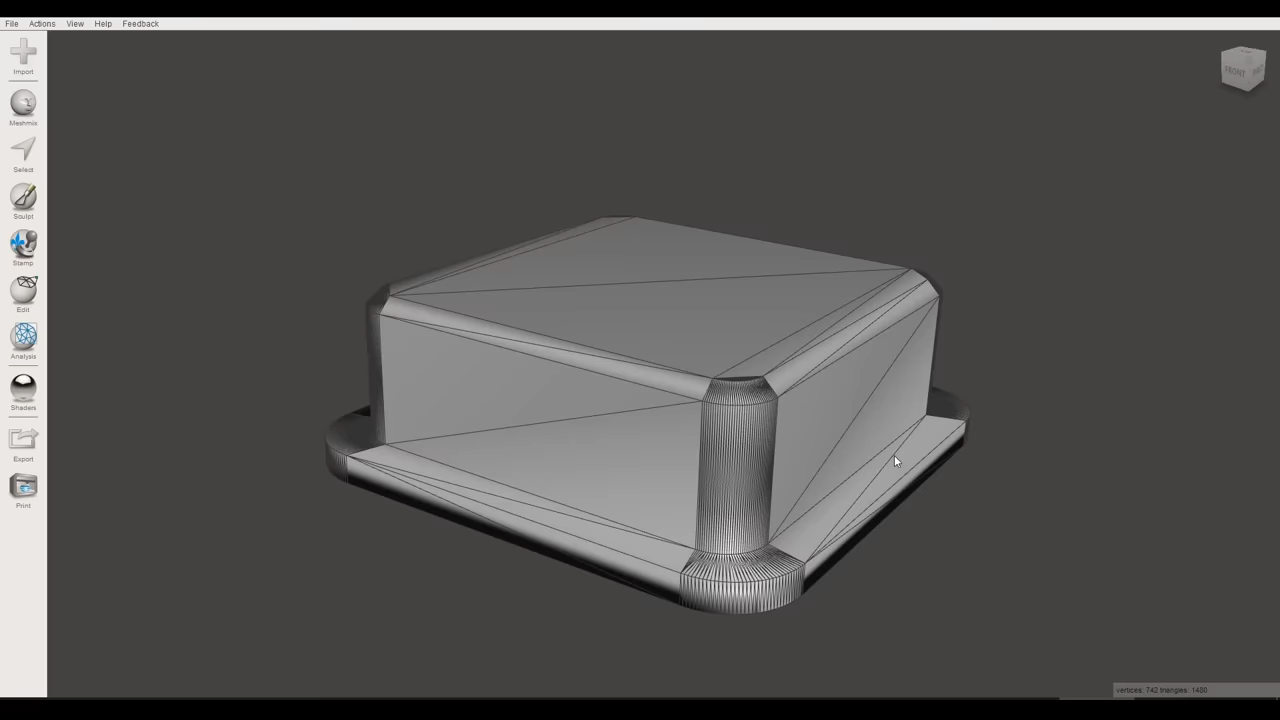 File Actions View Help Feedback
Import
Meshmix
Select
Sculpt
Stamp
Edit
Analysis
Shaders
Export
Print
FRONT
vertices: 742 triangles: 1480